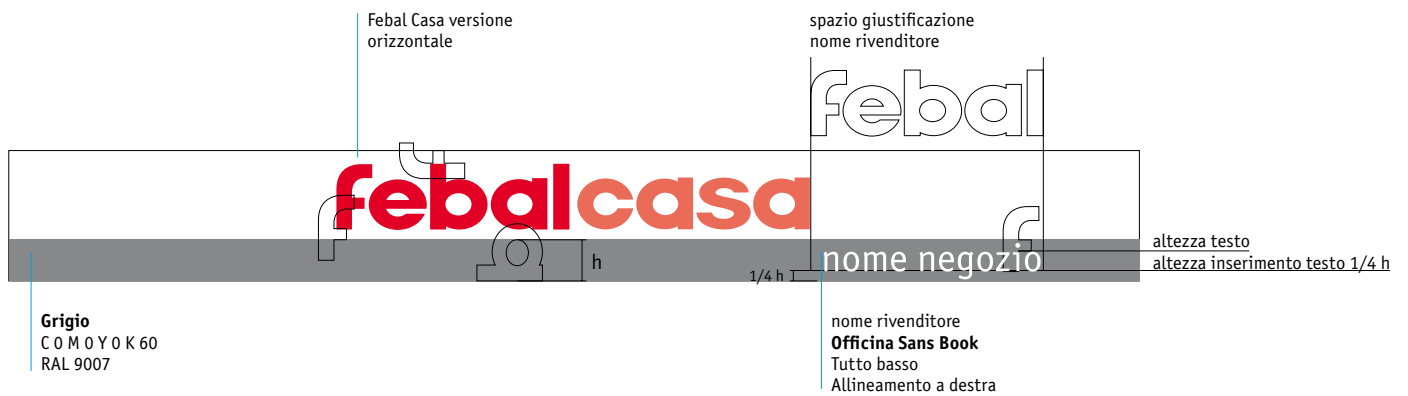 Febal Casa versione
orizzontale
spazio giustificazione
nome rivenditore
febal
febalcasa
h
nome negozio
1/4 h
altezza testo
altezza inserimento testo 1/4 h
Grigio
C 0 M 0 Y 0 K 60
RAL 9007
nome rivenditore
Officina Sans Book
Tutto basso
Allineamento a destra